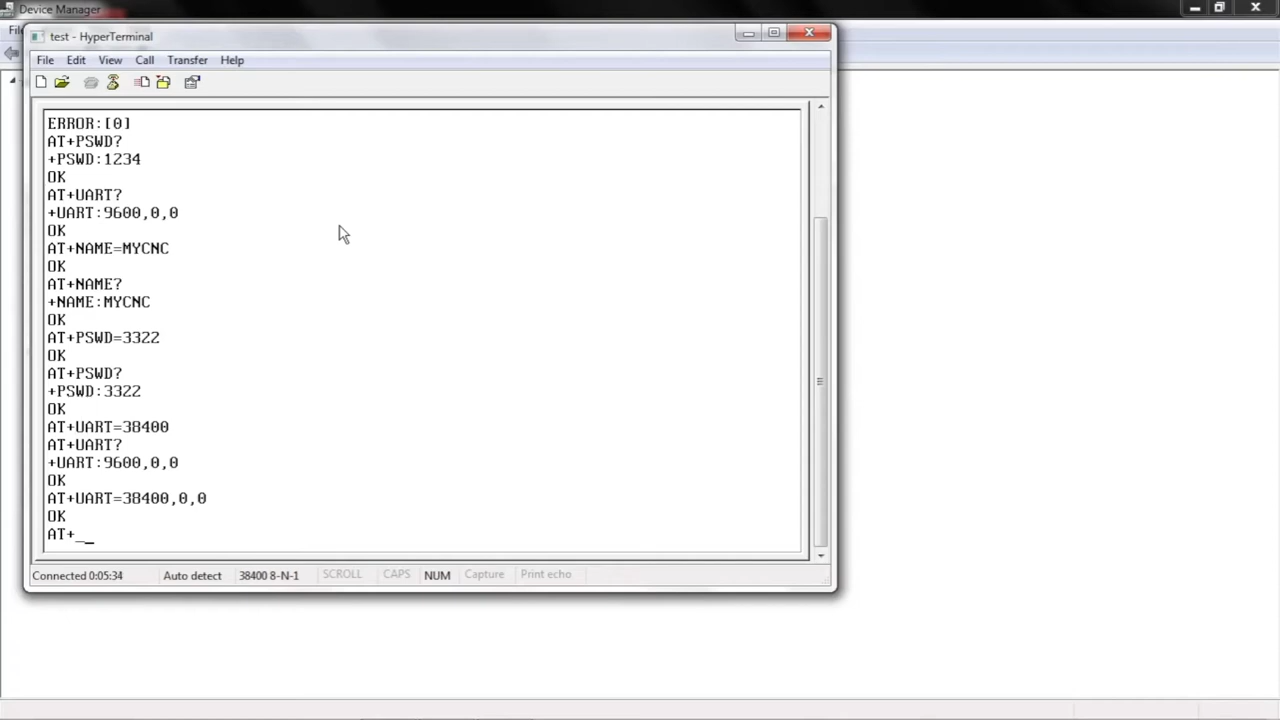 Device Manager
test - HyperTerminal
File Edit View Call Transfer Help
ERROR:[0]
AT+PSWD?
+PSWD:1234
OK
AT+UART?
+UART:9600,0,0
OK
AT+NAME=MYCNC
OK
AT+NAME?
+NAME:MYCNC
OK
AT+PSWD=3322
OK
AT+PSWD?
+PSWD:3322
OK
AT+UART=38400
AT+UART?
+UART:9600,0,0
OK
AT+UART=38400,0,0
OK
AT+_
Connected 0:05:34 Auto detect 38400 8-N-1 SCROLL CAPS NUM Capture Print echo